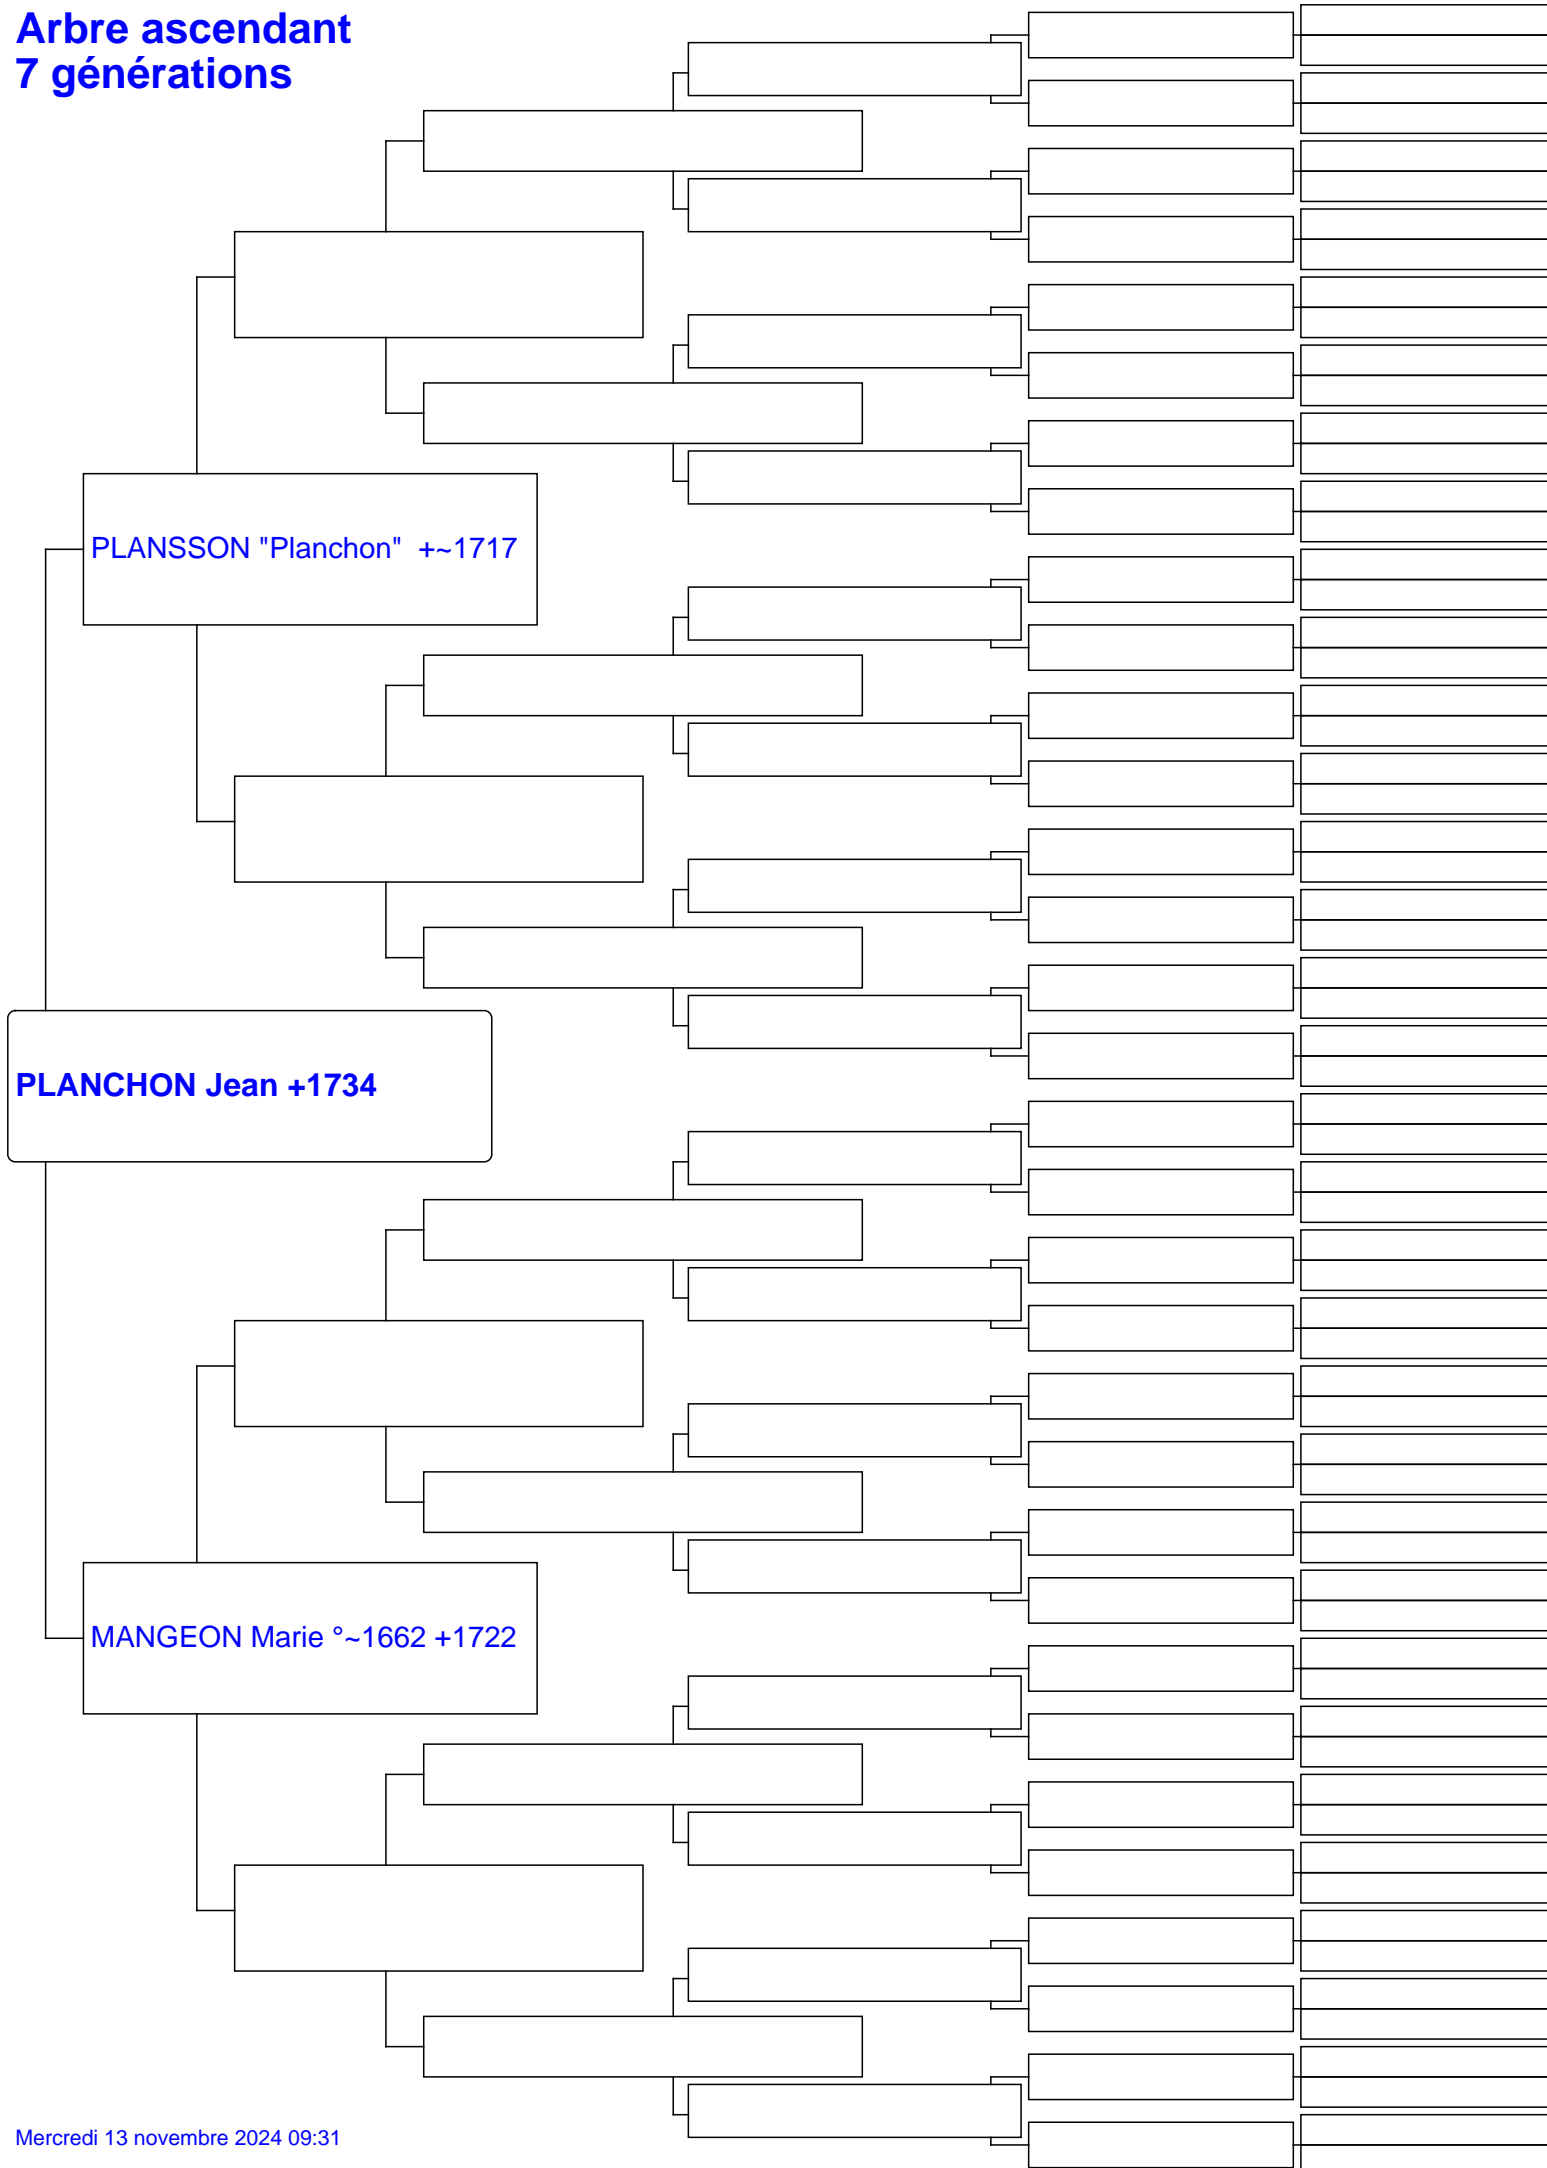 Arbre ascendant
7 générations
PLANSSON "Planchon"  +~1717
PLANCHON Jean +1734
MANGEON Marie °~1662 +1722
Mercredi 13 novembre 2024 09:31